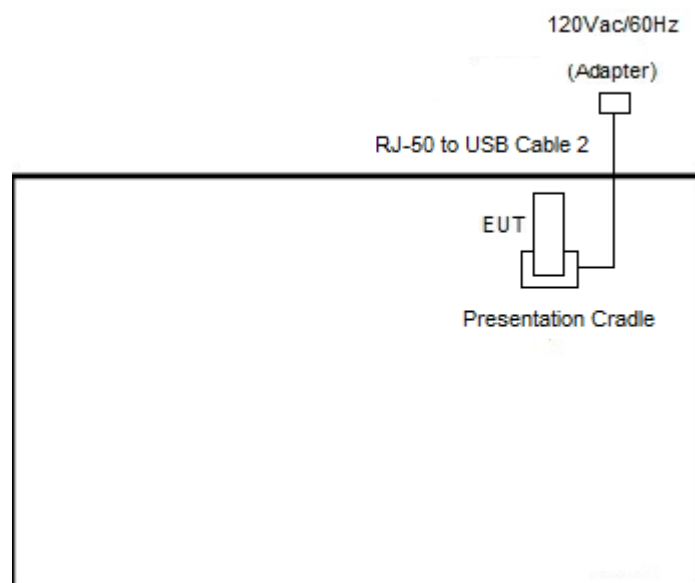 120Vac/60Hz
(Adapter)
RJ-50 to USB Cable 2
EUT
Presentation Cradle